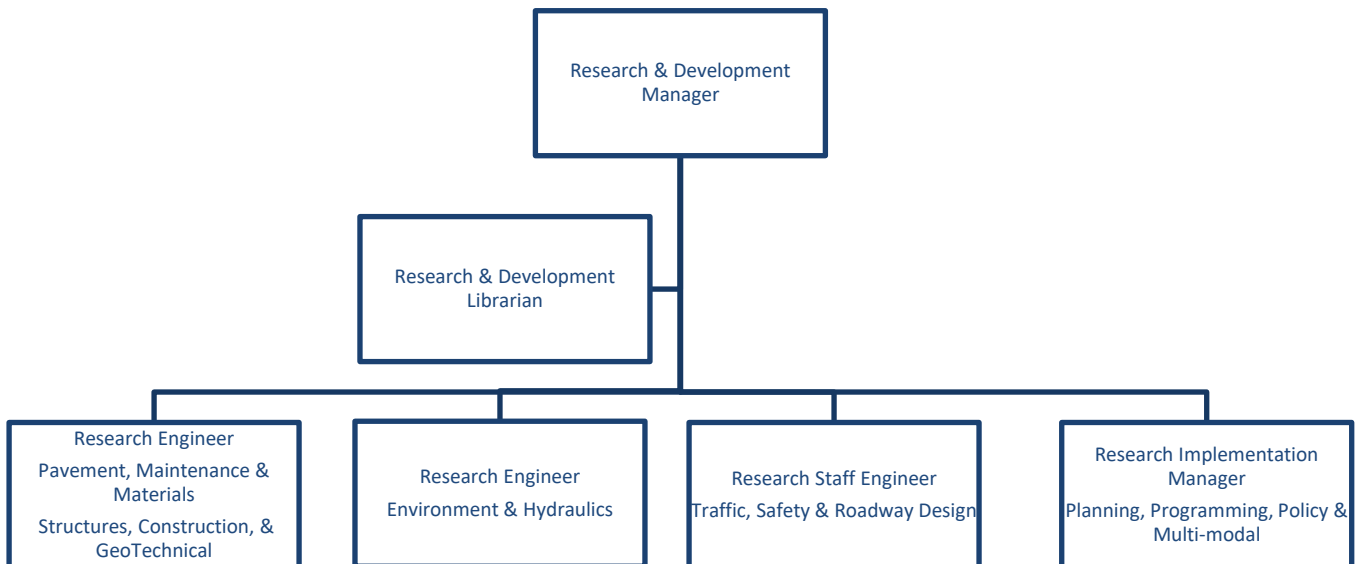 Research & Development
Manager
Research & Development
Librarian
Research Engineer
Pavement, Maintenance &
Materials
Structures, Construction, &
GeoTechnical
Research Engineer
Environment & Hydraulics
Research Staff Engineer
Traffic, Safety & Roadway Design
Research Implementation
Manager
Planning, Programming, Policy &
Multi-modal